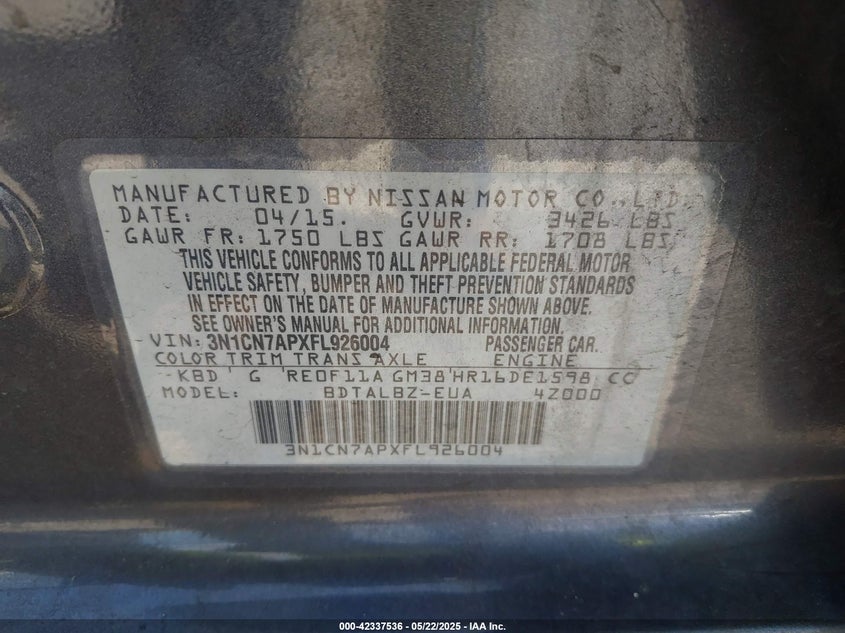 MANUFACTURED BY NISSAN MOTOR CO.,LTD.
DATE: 04/15. GVWR: 3426 LBS
GAWR FR: 1750 LBS GAWR RR: 1708 LBS
THIS VEHICLE CONFORMS TO ALL APPLICABLE FEDERAL MOTOR
VEHICLE SAFETY, BUMPER AND THEFT PREVENTION STANDARDS
IN EFFECT ON THE DATE OF MANUFACTURE SHOWN ABOVE.
SEE OWNER'S MANUAL FOR ADDITIONAL INFORMATION.
VIN: 3N1CN7APXFL926004 PASSENGER CAR.
COLOR TRIM TRANS AXLE ENGINE
KBD G RE0F11A GM38 HR16DE1598 CC
MODEL: BDTALBZ-EUA 4Z000
3N1CN7APXFL926004
000-42337536 - 05/22/2025 - IAA Inc.